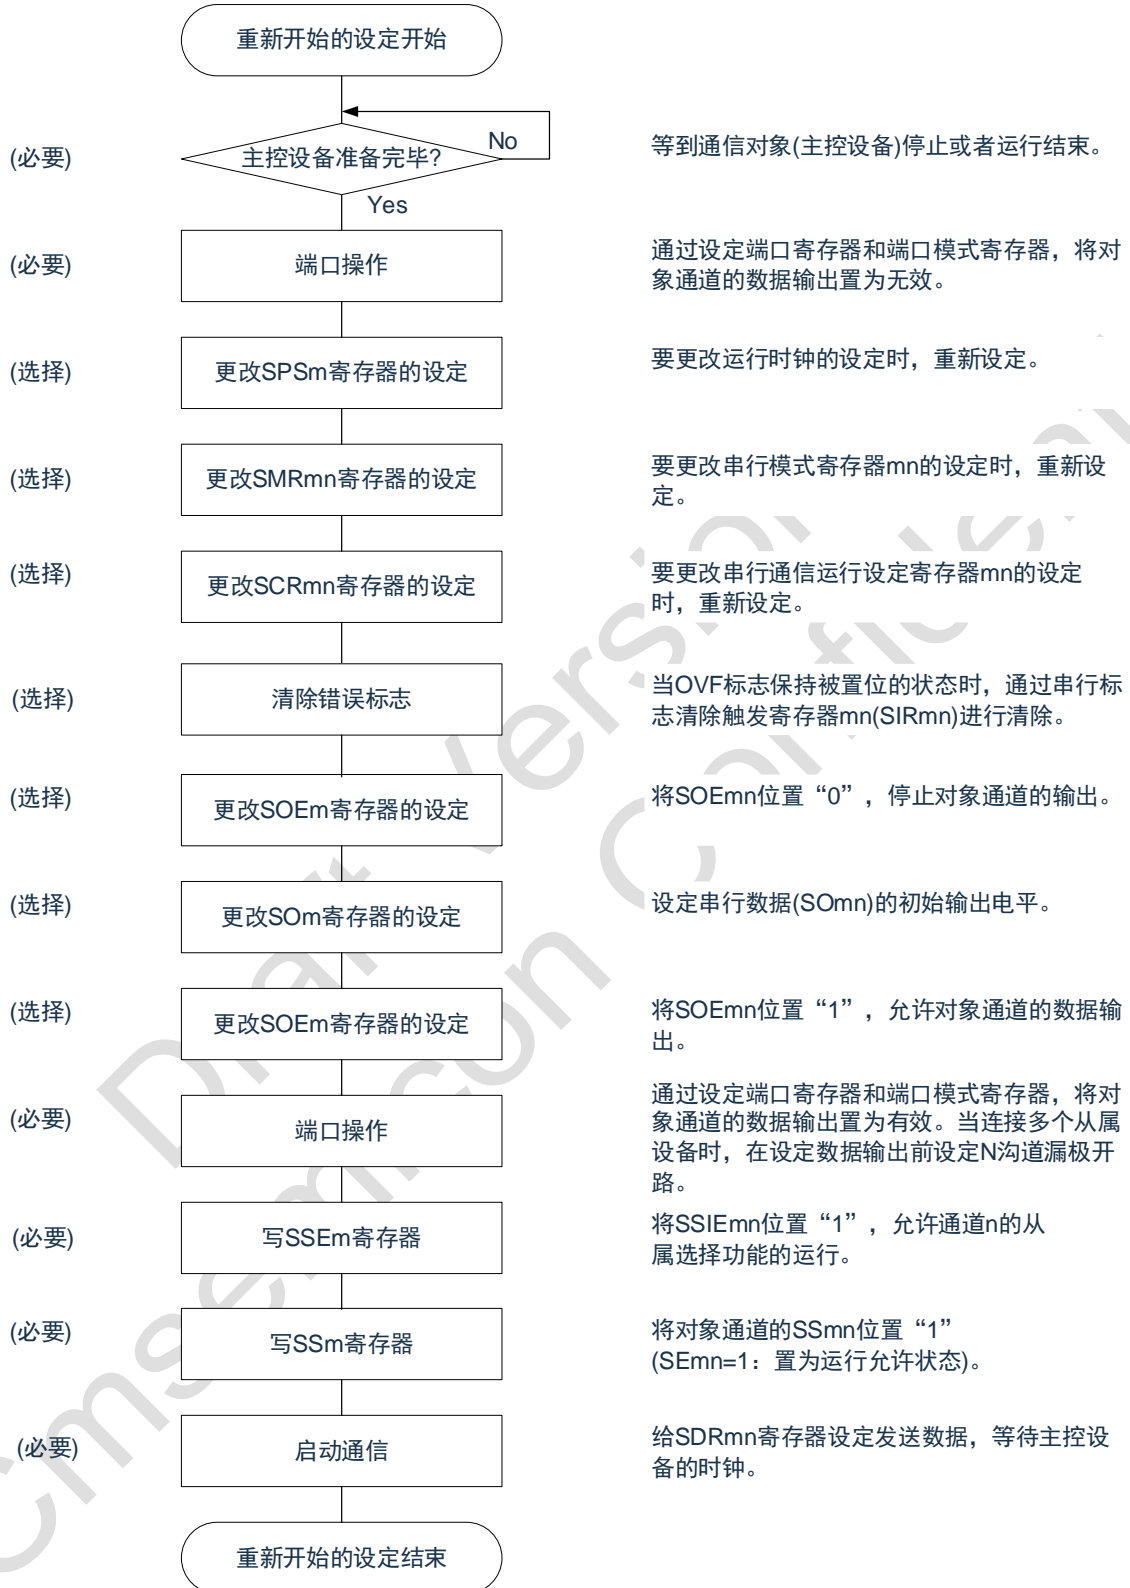 重新开始的设定开始
(必要)
主控设备准备完毕?
No
等到通信对象(主控设备)停止或者运行结束。
Yes
(必要)
端口操作
通过设定端口寄存器和端口模式寄存器，将对
象通道的数据输出置为无效。
(选择)
更改SPSm寄存器的设定
要更改运行时钟的设定时，重新设定。
(选择)
更改SMRmn寄存器的设定
要更改串行模式寄存器mn的设定时，重新设
定。
(选择)
更改SCRmn寄存器的设定
要更改串行通信运行设定寄存器mn的设定
时，重新设定。
(选择)
清除错误标志
当OVF标志保持被置位的状态时，通过串行标
志清除触发寄存器mn(SIRmn)进行清除。
(选择)
更改SOEm寄存器的设定
将SOEmn位置“0”，停止对象通道的输出。
(选择)
更改SOm寄存器的设定
设定串行数据(SOmn)的初始输出电平。
(选择)
更改SOEm寄存器的设定
将SOEmn位置“1”，允许对象通道的数据输
出。
(必要)
端口操作
通过设定端口寄存器和端口模式寄存器，将对
象通道的数据输出置为有效。当连接多个从属
设备时，在设定数据输出前设定N沟道漏极开
路。
(必要)
写SSEm寄存器
将SSIEmn位置“1”，允许通道n的从
属选择功能的运行。
(必要)
写SSm寄存器
将对象通道的SSmn位置“1”
(SEmn=1：置为运行允许状态)。
(必要)
启动通信
给SDRmn寄存器设定发送数据，等待主控设
备的时钟。
重新开始的设定结束